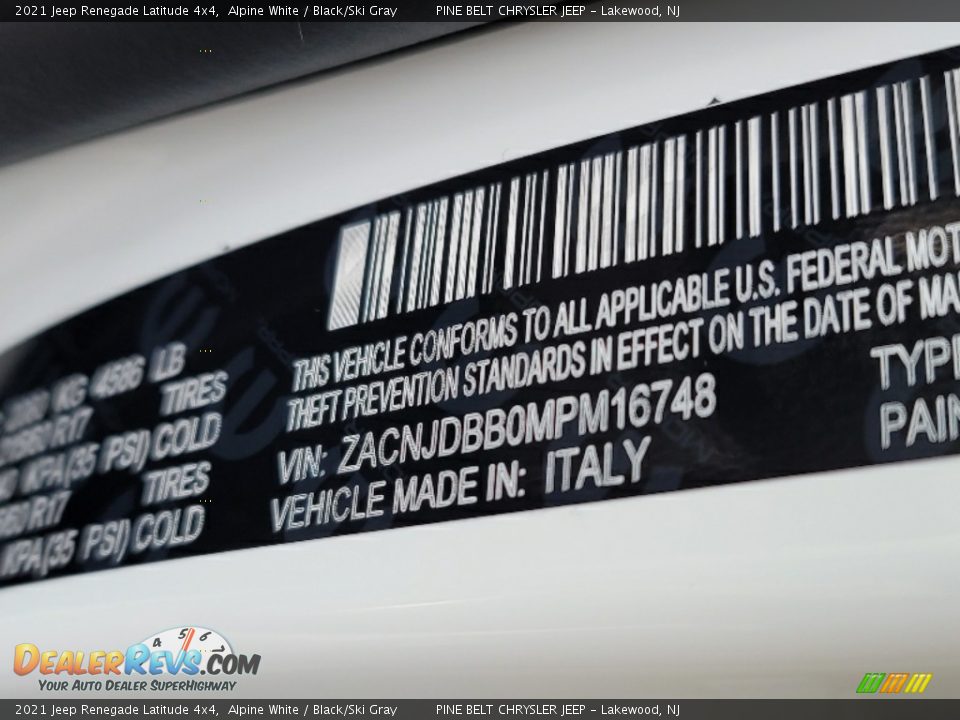 2021 Jeep Renegade Latitude 4x4,  Alpine White / Black/Ski Gray          PINE BELT CHRYSLER JEEP - Lakewood, NJ
KG 4586 LB
TIRES
R17
KPA(35 PSI) COLD
TIRES
R17
KPA(35 PSI) COLD
THIS VEHICLE CONFORMS TO ALL APPLICABLE U.S. FEDERAL MOT
THEFT PREVENTION STANDARDS IN EFFECT ON THE DATE OF MA
VIN: ZACNJDBB0MPM16748
VEHICLE MADE IN: ITALY
TYP
PAIN
4 5 6
DEALERREVS.COM
YOUR AUTO DEALER SUPERHIGHWAY
2021 Jeep Renegade Latitude 4x4,  Alpine White / Black/Ski Gray          PINE BELT CHRYSLER JEEP - Lakewood, NJ